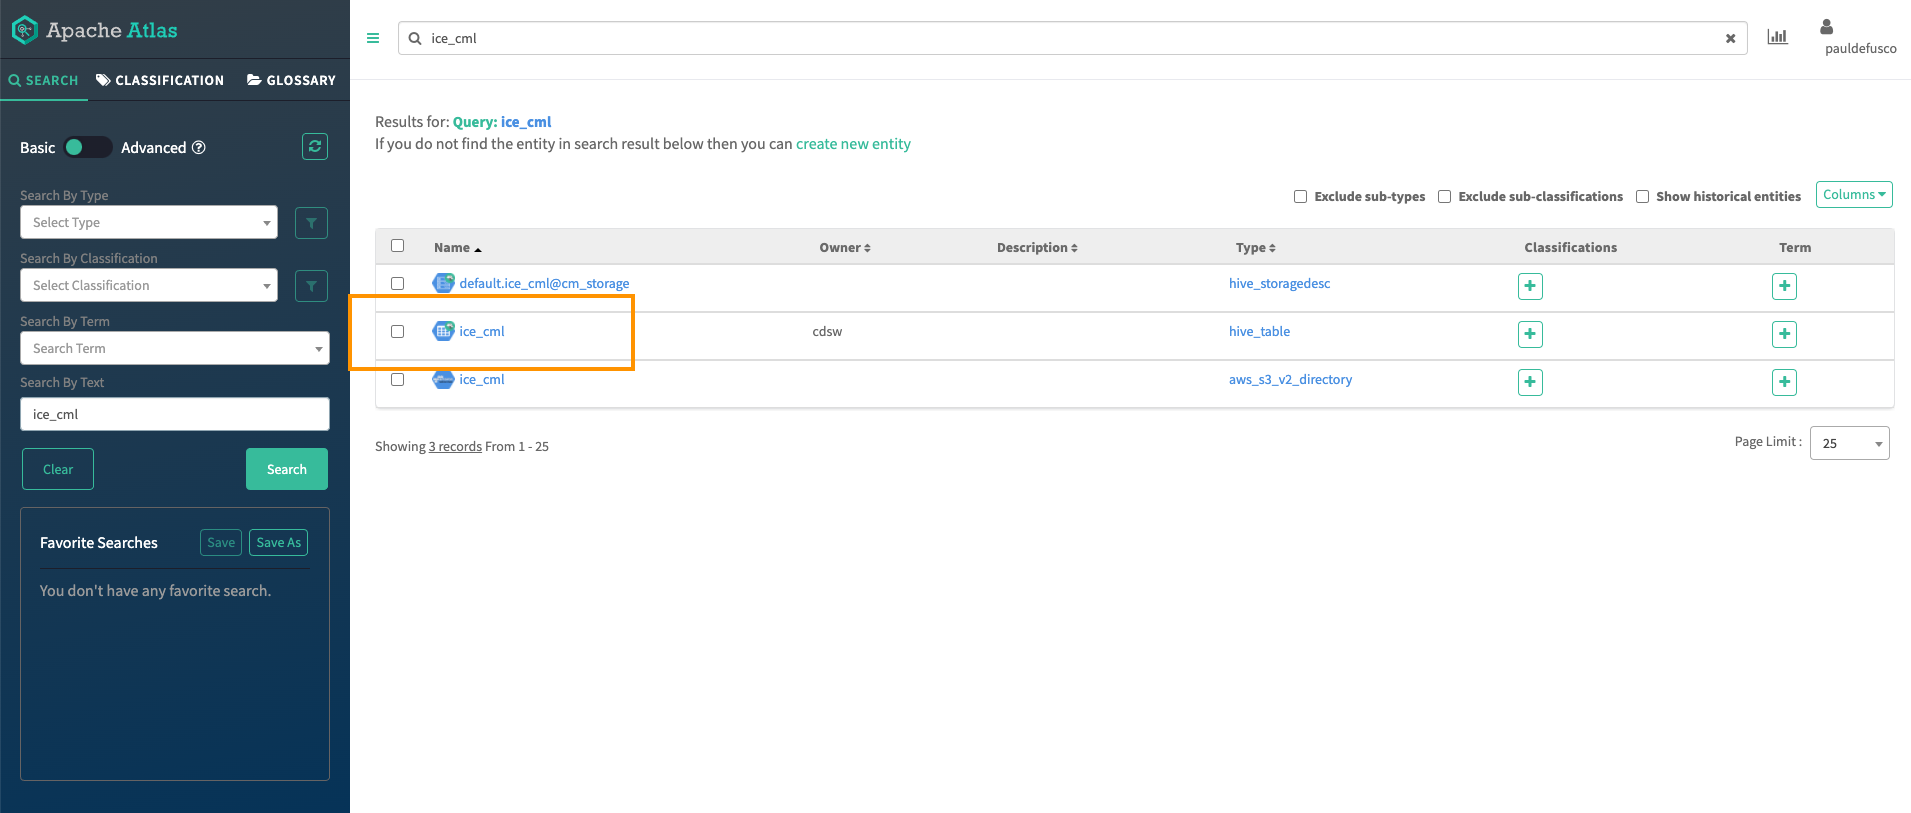 Apache Atlas
SEARCH
CLASSIFICATION
GLOSSARY
Basic
Advanced
Search By Type
Select Type
Search By Classification
Select Classification
Search By Term
Search Term
Search By Text
ice_cml
Clear
Search
Favorite Searches
Save
Save As
You don't have any favorite search.
ice_cml
pauldefusco
Results for: Query: ice_cml
If you do not find the entity in search result below then you can create new entity
Exclude sub-types
Exclude sub-classifications
Show historical entities
Columns
Name Owner Description Type Classifications Term
default.ice_cml@cm_storage hive_storagedesc
ice_cml cdsw hive_table
ice_cml aws_s3_v2_directory
Showing 3 records From 1 - 25
Page Limit : 25